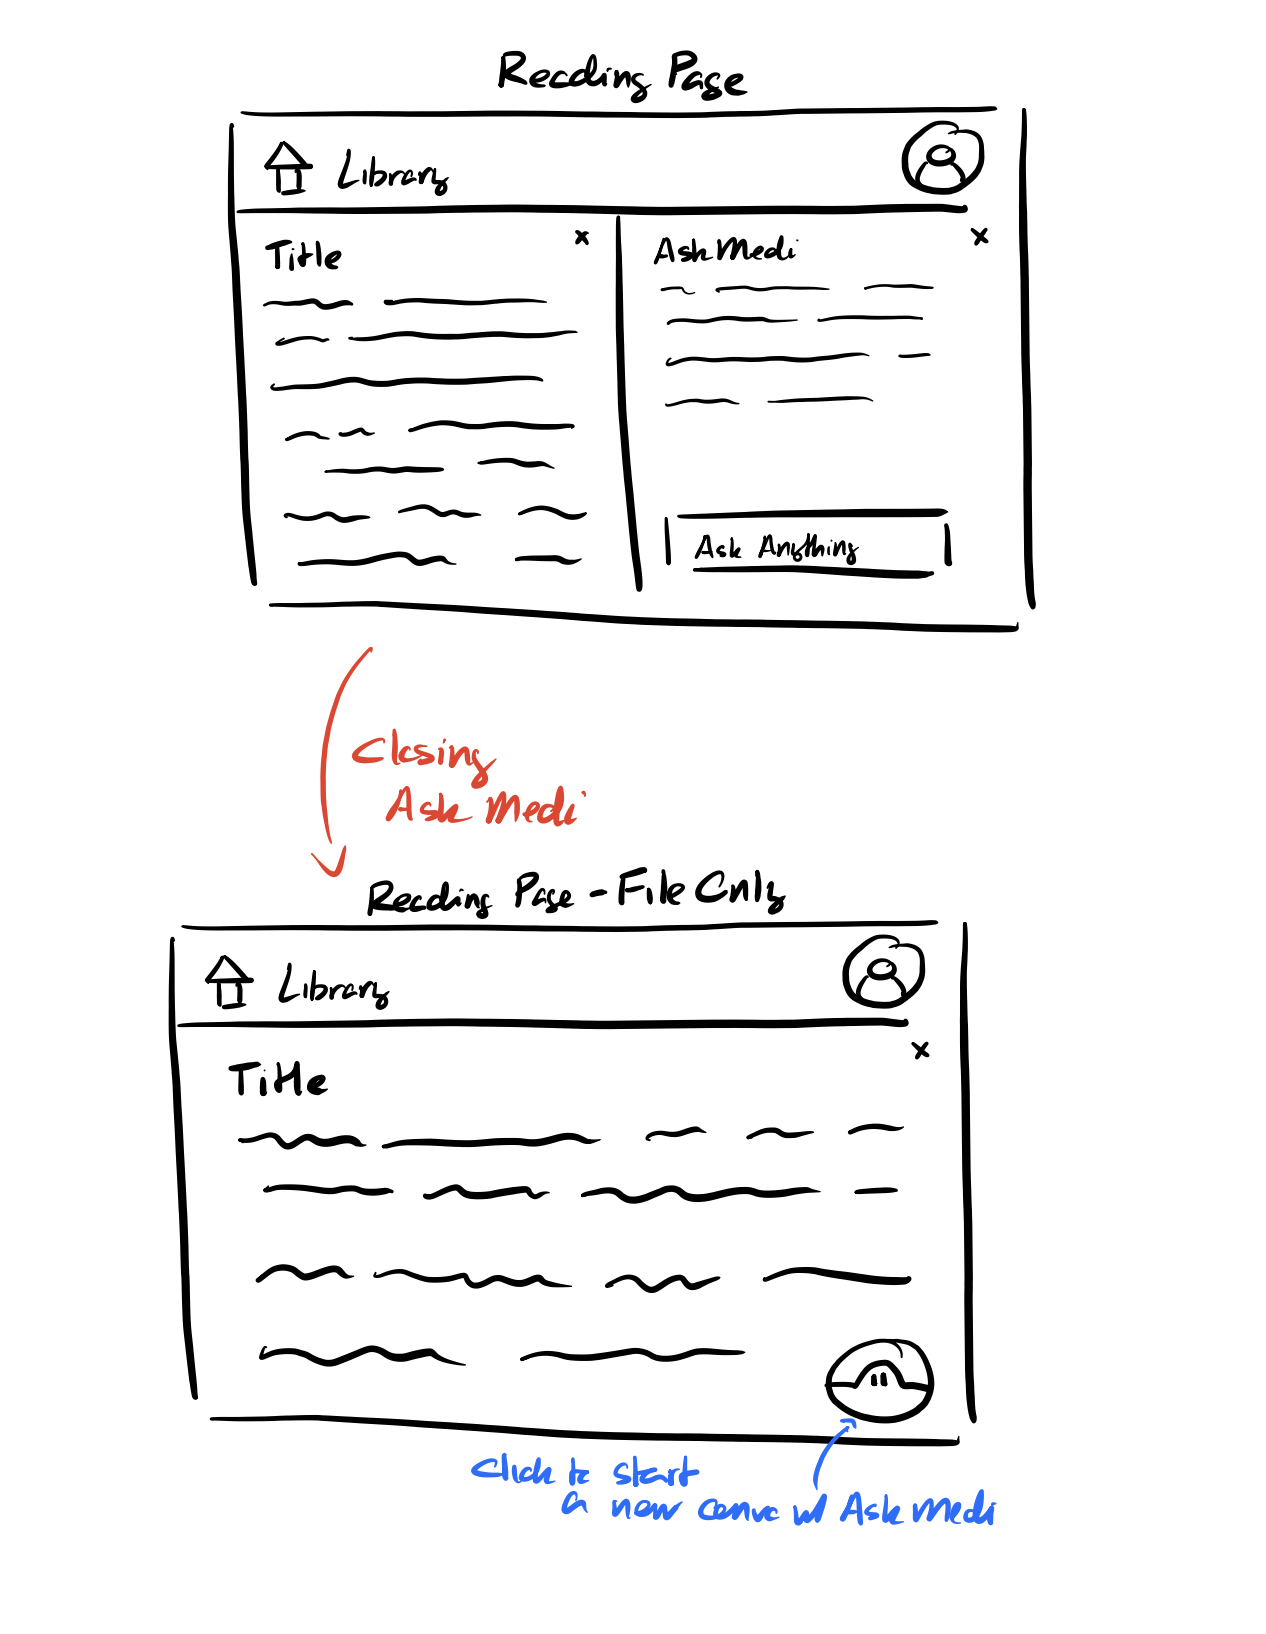 Reading Page
Library
Title x
Ask Medi x
Ask Anything
Closing
Ask Medi
Reading Page - File Only
Library
x
Title
Click to start
a new convo w/ Ask Medi